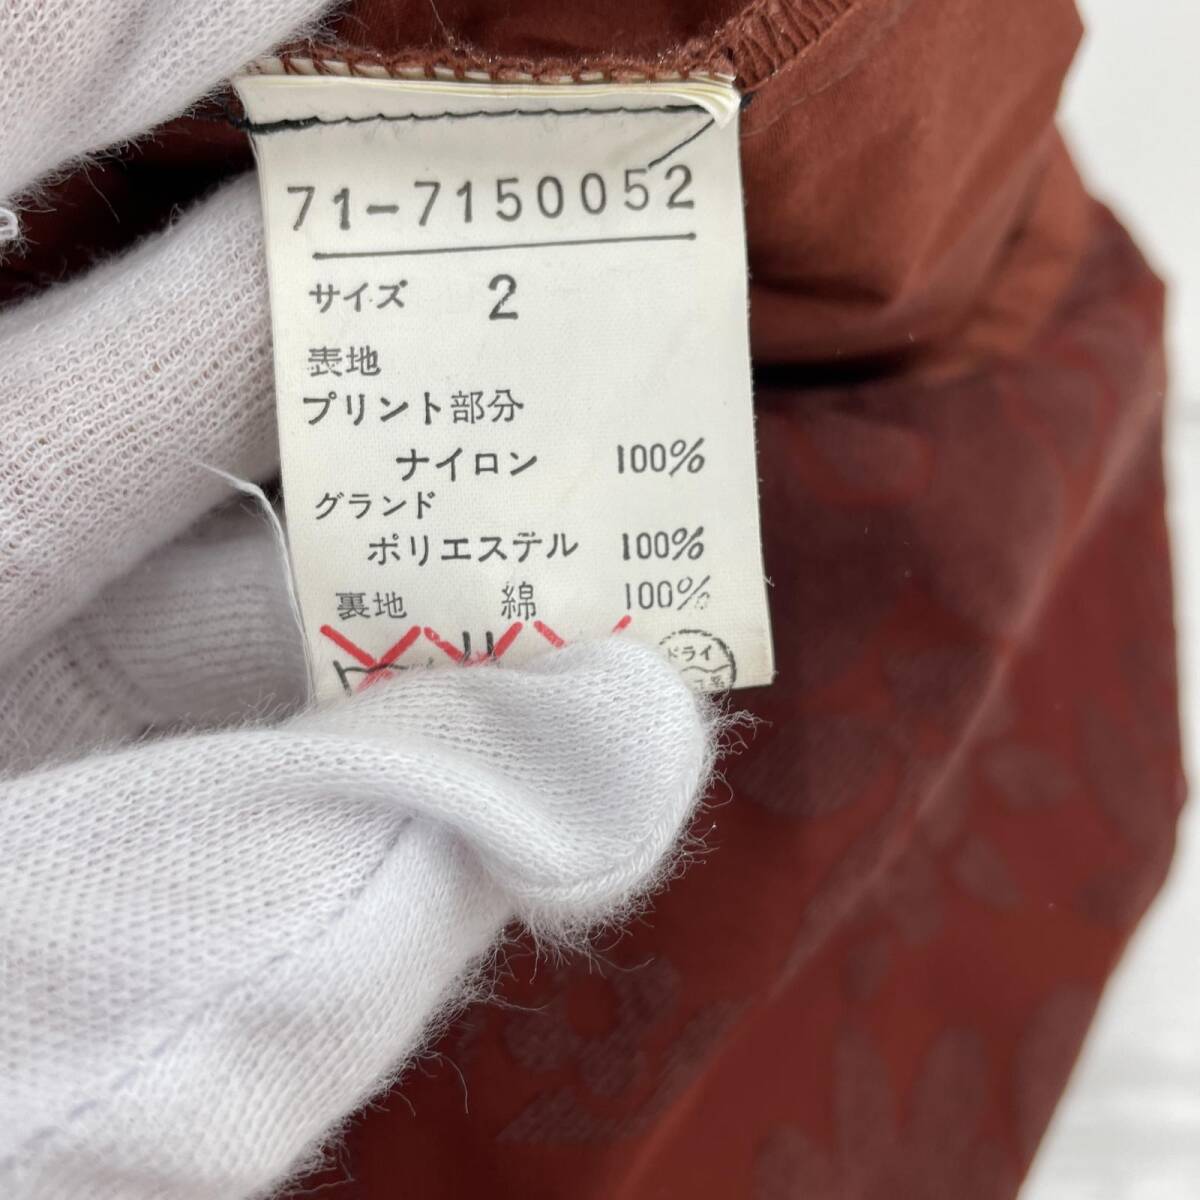 71-7150052
サイズ 2
表地
プリント部分
ナイロン 100%
グランド
ポリエステル 100%
裏地 綿 100%
ドライ